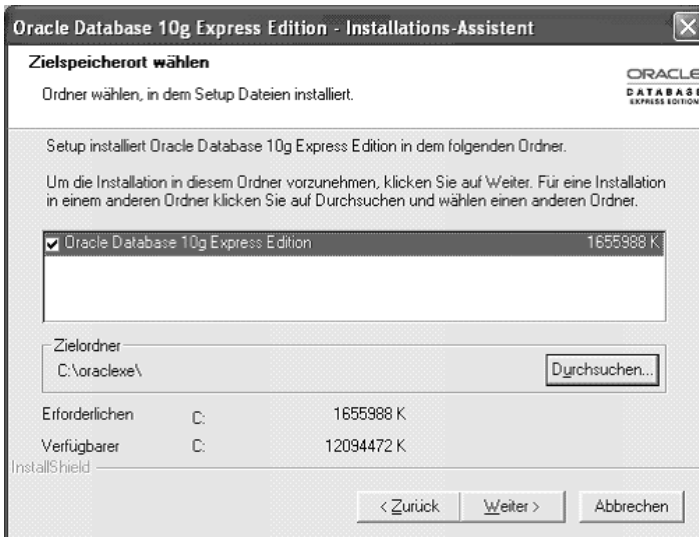 Oracle Database 10g Express Edition - Installations-Assistent
Zielspeicherort wählen
Ordner wählen, in dem Setup Dateien installiert.
ORACLE
DATABASE
EXPRESS EDITION
Setup installiert Oracle Database 10g Express Edition in dem folgenden Ordner.
Um die Installation in diesem Ordner vorzunehmen, klicken Sie auf Weiter. Für eine Installation
in einem anderen Ordner klicken Sie auf Durchsuchen und wählen einen anderen Ordner.
Oracle Database 10g Express Edition 1655988 K
Zielordner
C:\oraclexe\ Durchsuchen...
Erforderlichen C: 1655988 K
Verfügbarer C: 12094472 K
InstallShield
< Zurück Weiter > Abbrechen